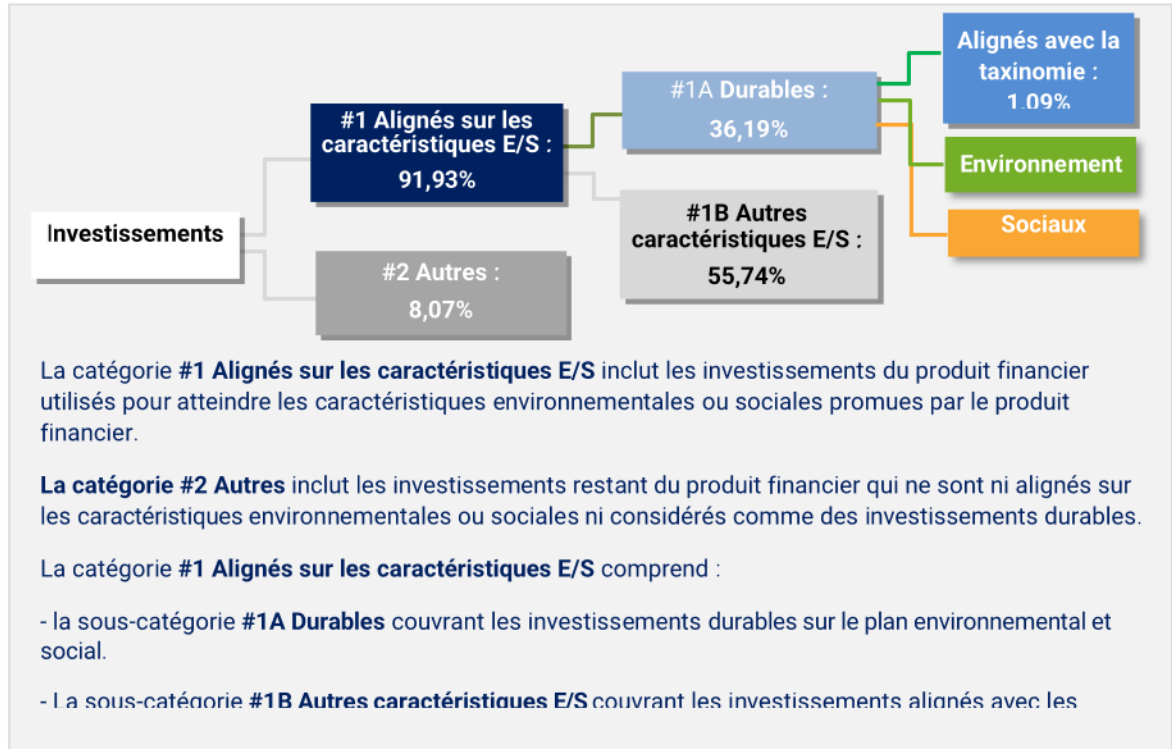 Alignés avec la
taxinomie :
1.09%
#1A Durables :
36,19%
#1 Alignés sur les
caractéristiques E/S :
91,93%
Environnement
#1B Autres
caractéristiques E/S :
55,74%
Sociaux
Investissements
#2 Autres :
8,07%
La catégorie #1 Alignés sur les caractéristiques E/S inclut les investissements du produit financier
utilisés pour atteindre les caractéristiques environnementales ou sociales promues par le produit
financier.
La catégorie #2 Autres inclut les investissements restant du produit financier qui ne sont ni alignés sur
les caractéristiques environnementales ou sociales ni considérés comme des investissements durables.
La catégorie #1 Alignés sur les caractéristiques E/S comprend :
- la sous-catégorie #1A Durables couvrant les investissements durables sur le plan environnemental et
social.
- La sous-catégorie #1B Autres caractéristiques E/S couvrant les investissements alignés avec les